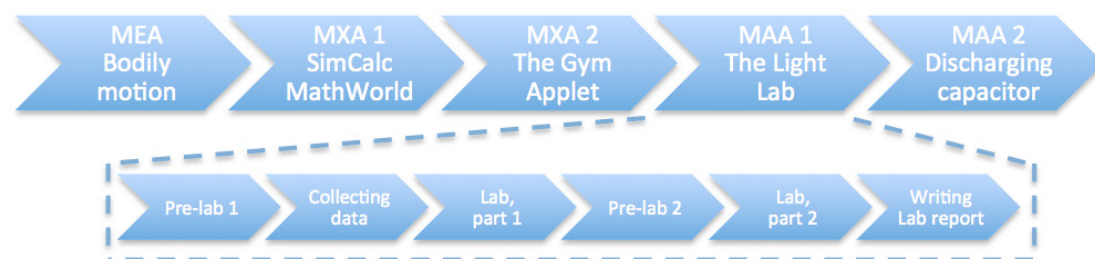 MEA
Bodily
motion
MXA 1
SimCalc
MathWorld
MXA 2
The Gym
Applet
MAA 1
The Light
Lab
MAA 2
Discharging
capacitor
Pre-lab 1
Collecting
data
Lab,
part 1
Pre-lab 2
Lab,
part 2
Writing
Lab report